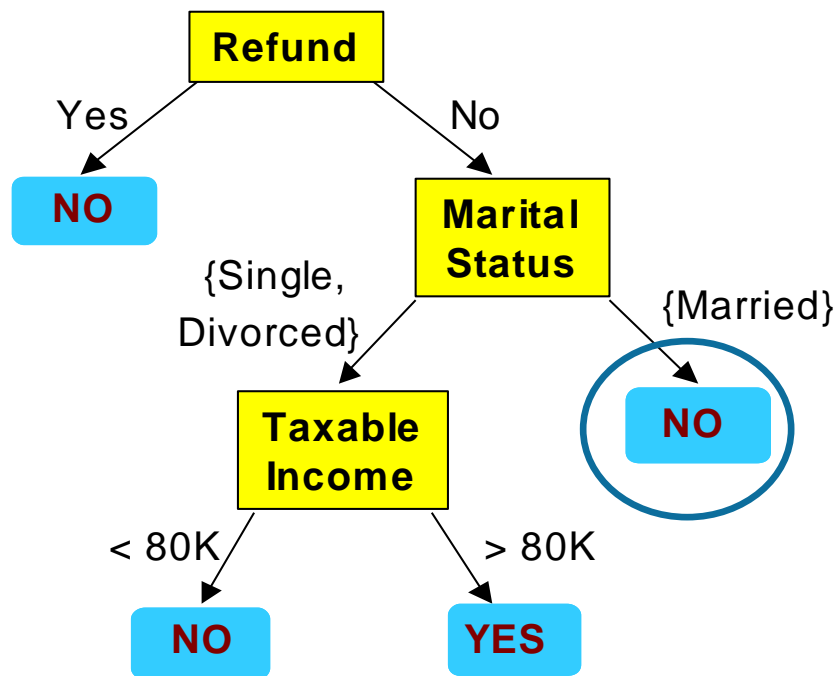 Refund
Yes
No
NO
Marital
Status
{Single,
Divorced}
{Married}
Taxable
Income
NO
< 80K
> 80K
NO
YES